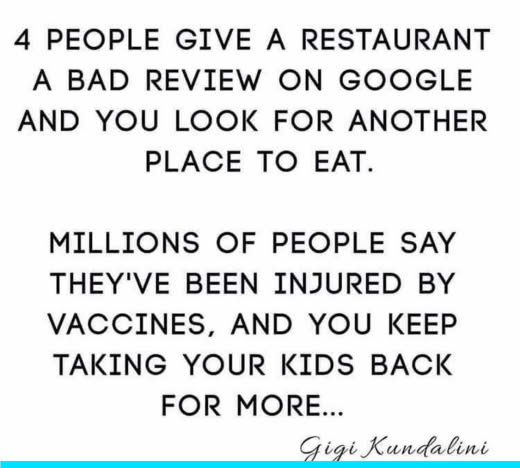 4 PEOPLE GIVE A RESTAURANT
A BAD REVIEW ON GOOGLE
AND YOU LOOK FOR ANOTHER
PLACE TO EAT.
MILLIONS OF PEOPLE SAY
THEY'VE BEEN INJURED BY
VACCINES, AND YOU KEEP
TAKING YOUR KIDS BACK
FOR MORE...
Gigi Kundalini